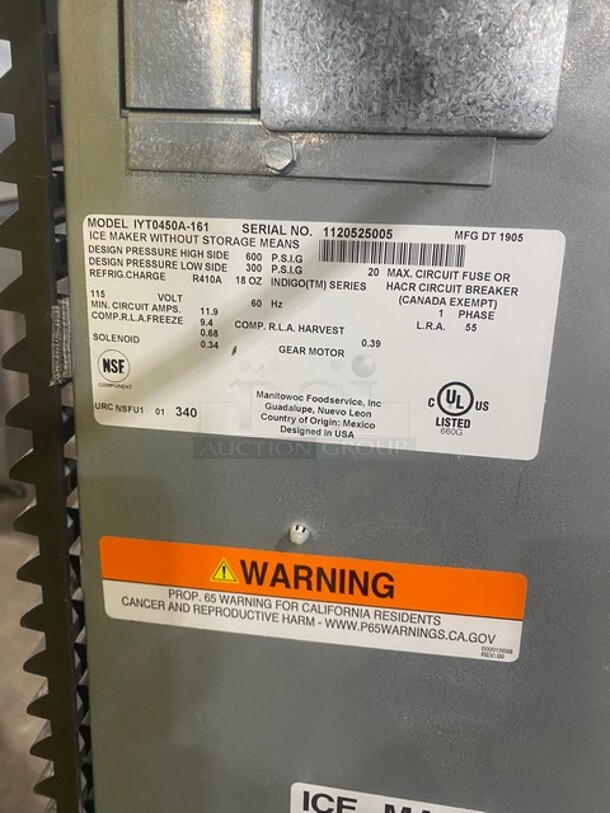 MODEL IYT0450A-161 SERIAL NO. 1120525005 MFG DT 1905
ICE MAKER WITHOUT STORAGE MEANS
DESIGN PRESSURE HIGH SIDE 600 P.S.I.G
DESIGN PRESSURE LOW SIDE 300 P.S.I.G 20 MAX. CIRCUIT FUSE OR
REFRIG.CHARGE R410A 18 OZ INDIGO(TM) SERIES HACR CIRCUIT BREAKER
(CANADA EXEMPT)
115 VOLT 60 Hz 1 PHASE
MIN. CIRCUIT AMPS. 11.9
COMP.R.L.A.FREEZE 9.4 COMP. R.L.A. HARVEST L.R.A. 55
0.68 0.39
SOLENOID 0.34 GEAR MOTOR
NSF
COMPONENT
C UL US
LISTED
660G
URC NSFU1 01 340
Manitowoc Foodservice, Inc
Guadalupe, Nuevo Leon
Country of Origin: Mexico
Designed in USA
AUCTION GROUP
WARNING
PROP. 65 WARNING FOR CALIFORNIA RESIDENTS
CANCER AND REPRODUCTIVE HARM - WWW.P65WARNINGS.CA.GOV
REV: 00
ICE